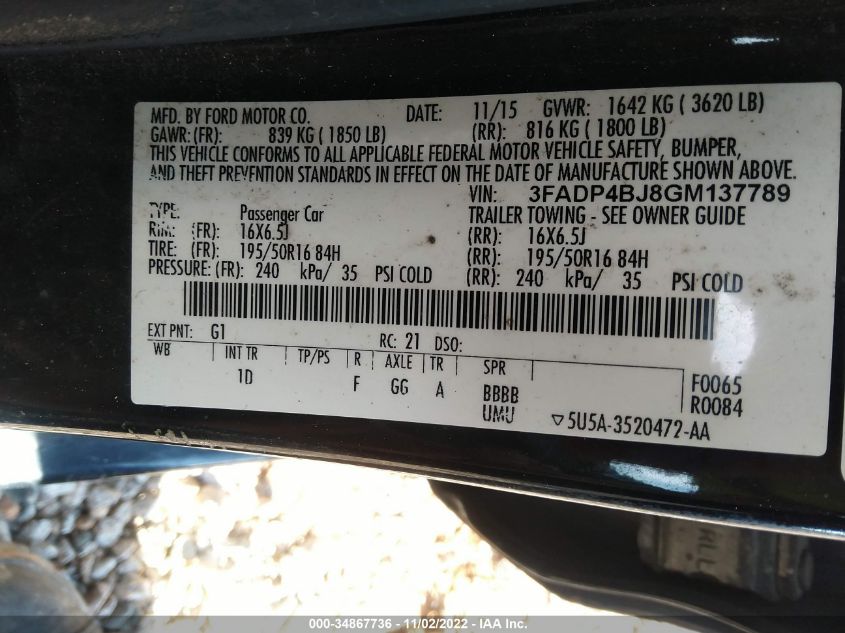 MFD. BY FORD MOTOR CO. DATE: 11/15 GVWR: 1642 KG ( 3620 LB)
GAWR:(FR): 839 KG ( 1850 LB) (RR): 816 KG ( 1800 LB)
THIS VEHICLE CONFORMS TO ALL APPLICABLE FEDERAL MOTOR VEHICLE SAFETY, BUMPER,
AND THEFT PREVENTION STANDARDS IN EFFECT ON THE DATE OF MANUFACTURE SHOWN ABOVE.
VIN: 3FADP4BJ8GM137789
TYPE: Passenger Car TRAILER TOWING - SEE OWNER GUIDE
RIM: (FR): 16X6.5J (RR): 16X6.5J
TIRE: (FR): 195/50R16 84H (RR): 195/50R16 84H
PRESSURE: (FR): 240 kPa/ 35 PSI COLD (RR): 240 kPa/ 35 PSI COLD
EXT PNT: G1 RC: 21 DSO:
WB INT TR TP/PS R AXLE TR SPR
1D F GG A BBBB F0065
UMU ▽5U5A-3520472-AA R0084
RLL
000-34867736 - 11/02/2022 - IAA Inc.